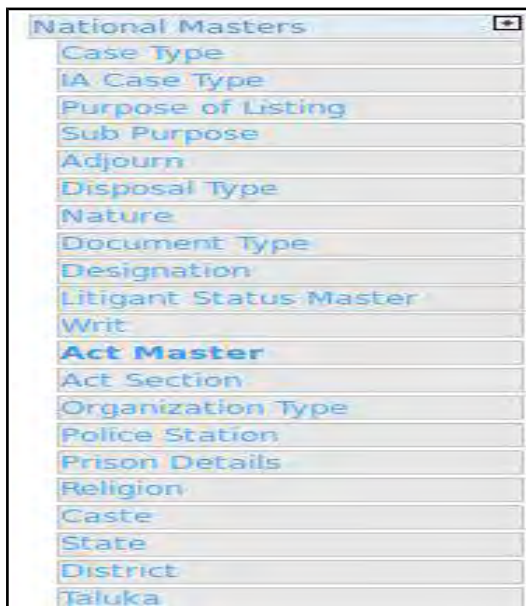 National Masters
Case Type
IA Case Type
Purpose of Listing
Sub Purpose
Adjourn
Disposal Type
Nature
Document Type
Designation
Litigant Status Master
Writ
Act Master
Act Section
Organization Type
Police Station
Prison Details
Religion
Caste
State
District
Taluka